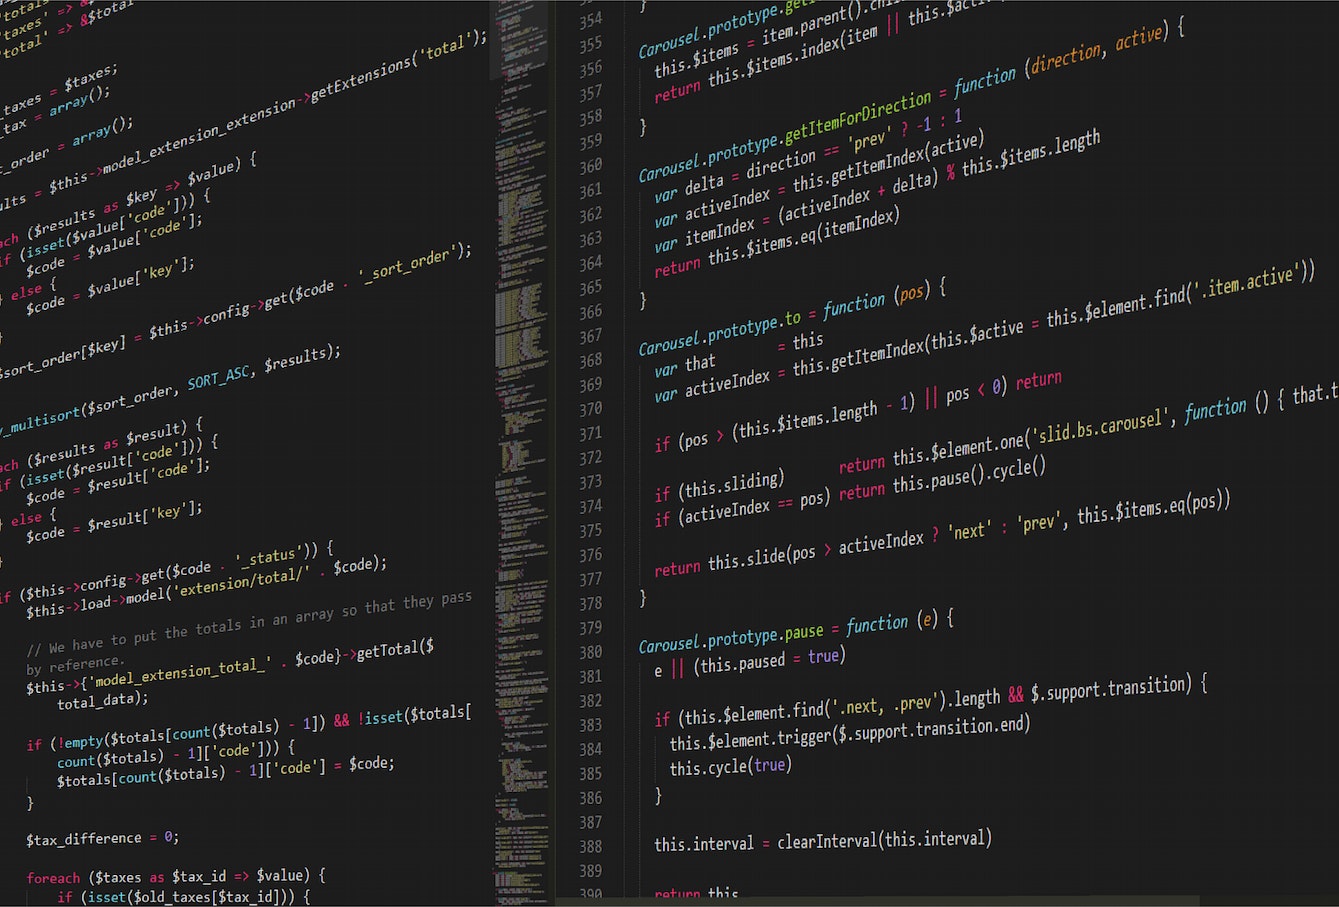 'totals'
'taxes' => &
'total' => &$total
_taxes = $taxes;
_tax = array();
_order = array();
ults = $this->model_extension_extension->getExtensions('total');
ach ($results as $key => $value) {
if (isset($value['code'])) {
$code = $value['code'];
} else {
$code = $value['key'];
}
$sort_order[$key] = $this->config->get($code . '_sort_order');
y_multisort($sort_order, SORT_ASC, $results);
ach ($results as $result) {
if (isset($result['code'])) {
$code = $result['code'];
} else {
$code = $result['key'];
}
if ($this->config->get($code . '_status')) {
$this->load->model('extension/total/' . $code);
// We have to put the totals in an array so that they pass
by reference.
$this->{'model_extension_total_' . $code}->getTotal($
total_data);
if (!empty($totals[count($totals) - 1]) && !isset($totals[
count($totals) - 1]['code'])) {
$totals[count($totals) - 1]['code'] = $code;
}
$tax_difference = 0;
foreach ($taxes as $tax_id => $value) {
if (isset($old_taxes[$tax_id])) {
}
354
355 Carousel.prototype.
356 this.$items = item.parent().
357 return this.$items.index(item || this.
358 }
359
360 Carousel.prototype.getItemForDirection = function (direction, active) {
361 var delta = direction == 'prev' ? -1 : 1
362 var activeIndex = this.getItemIndex(active)
363 var itemIndex = (activeIndex + delta) % this.$items.length
364 return this.$items.eq(itemIndex)
365 }
366
367 Carousel.prototype.to = function (pos) {
368 var that = this
369 var activeIndex = this.getItemIndex(this.$active = this.$element.find('.item.active'))
370
371 if (pos > (this.$items.length - 1) || pos < 0) return
372
373 if (this.sliding) return this.$element.one('slid.bs.carousel', function () { that.t
374 if (activeIndex == pos) return this.pause().cycle()
375
376 return this.slide(pos > activeIndex ? 'next' : 'prev', this.$items.eq(pos))
377 }
378
379 Carousel.prototype.pause = function (e) {
380 e || (this.paused = true)
381
382 if (this.$element.find('.next, .prev').length && $.support.transition) {
383 this.$element.trigger($.support.transition.end)
384 this.cycle(true)
385 }
386
387 this.interval = clearInterval(this.interval)
388
389 return this
390